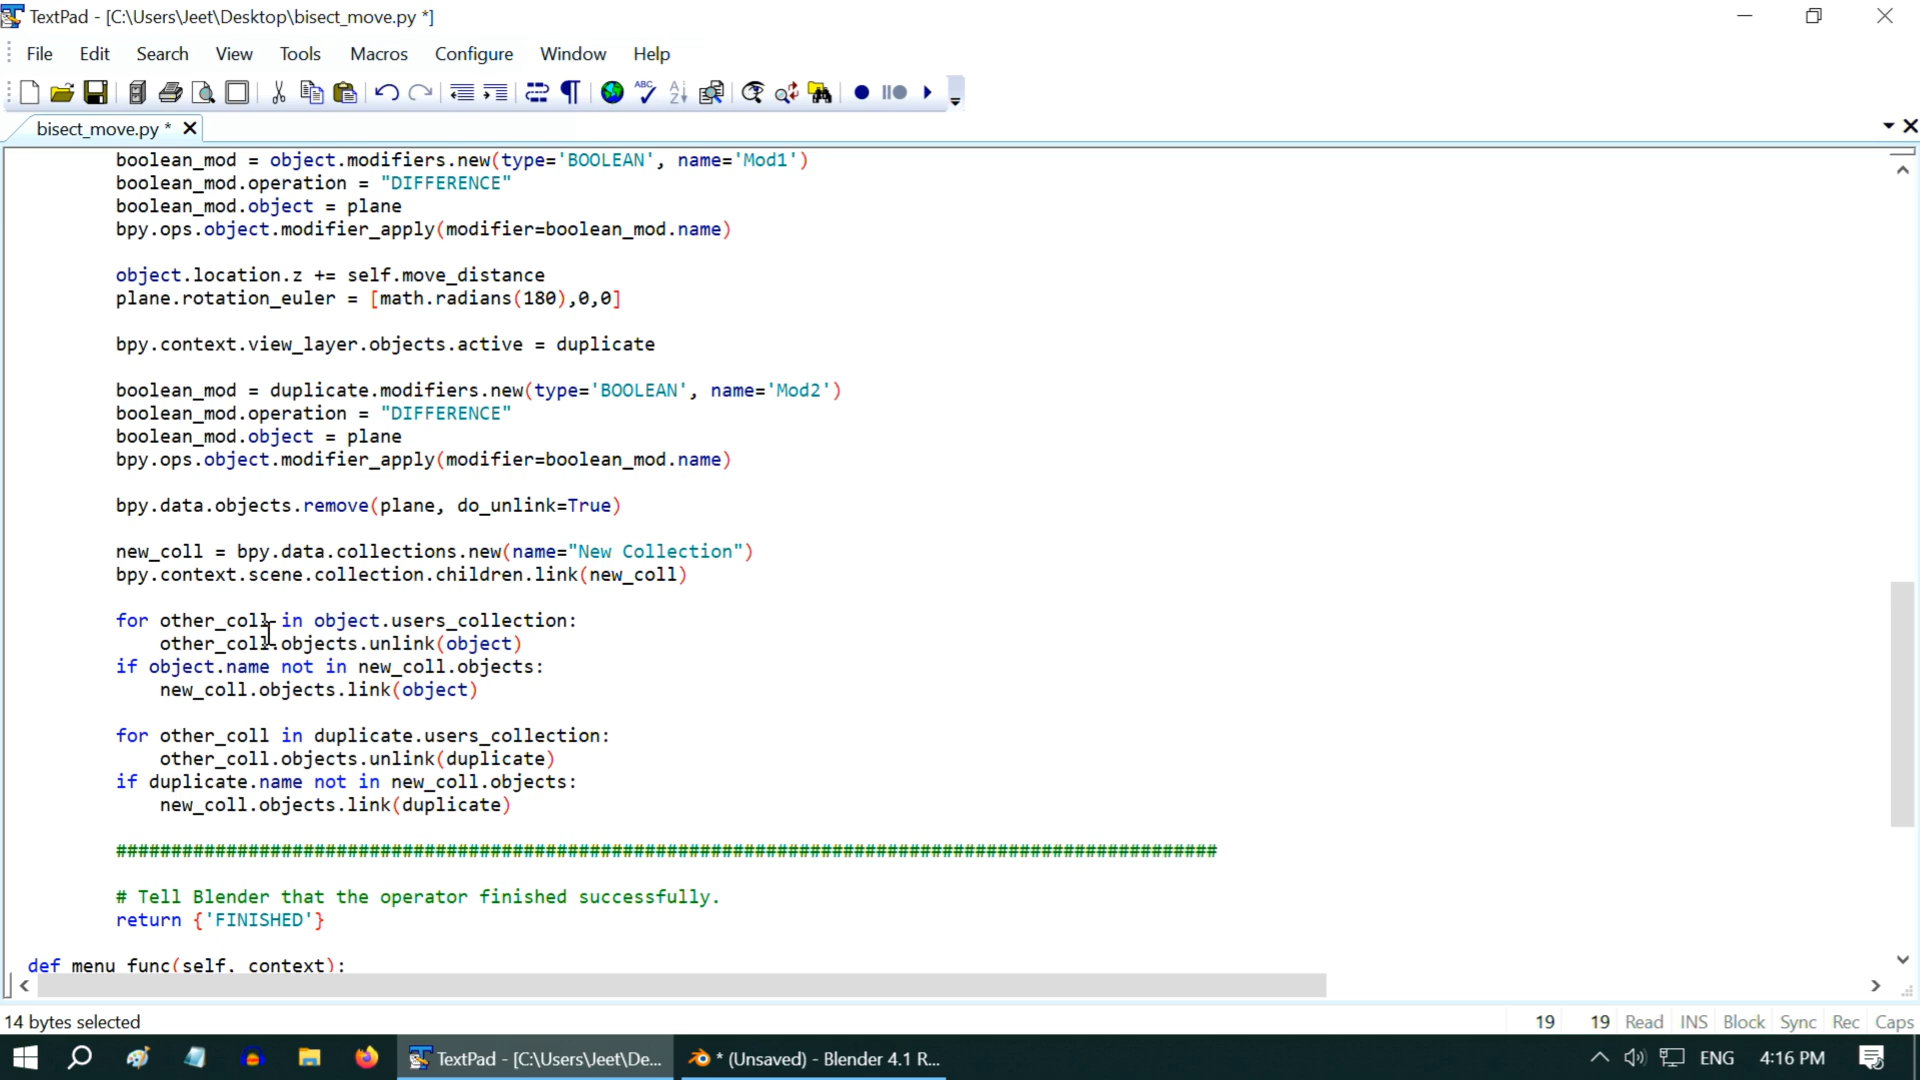 TextPad - [C:\Users\Jeet\Desktop\bisect_move.py *]
File Edit Search View Tools Macros Configure Window Help
bisect_move.py *
boolean_mod = object.modifiers.new(type='BOOLEAN', name='Mod1')
boolean_mod.operation = "DIFFERENCE"
boolean_mod.object = plane
bpy.ops.object.modifier_apply(modifier=boolean_mod.name)
object.location.z += self.move_distance
plane.rotation_euler = [math.radians(180),0,0]
bpy.context.view_layer.objects.active = duplicate
boolean_mod = duplicate.modifiers.new(type='BOOLEAN', name='Mod2')
boolean_mod.operation = "DIFFERENCE"
boolean_mod.object = plane
bpy.ops.object.modifier_apply(modifier=boolean_mod.name)
bpy.data.objects.remove(plane, do_unlink=True)
new_coll = bpy.data.collections.new(name="New Collection")
bpy.context.scene.collection.children.link(new_coll)
for other_coll in object.users_collection:
other_coll.objects.unlink(object)
if object.name not in new_coll.objects:
new_coll.objects.link(object)
for other_coll in duplicate.users_collection:
other_coll.objects.unlink(duplicate)
if duplicate.name not in new_coll.objects:
new_coll.objects.link(duplicate)
####################################################################################################
# Tell Blender that the operator finished successfully.
return {'FINISHED'}
def menu_func(self, context):
14 bytes selected 19 19 Read INS Block Sync Rec Caps
TextPad - [C:\Users\Jeet\De... * (Unsaved) - Blender 4.1 R... ENG 4:16 PM